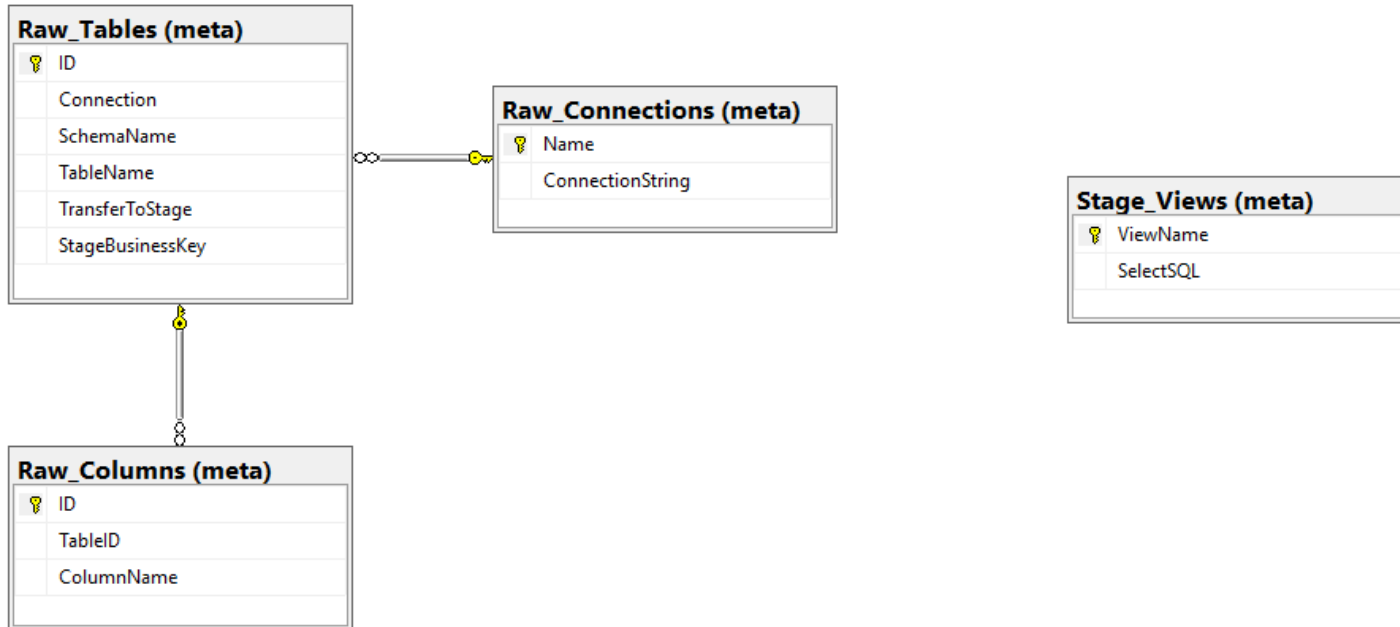 Raw_Tables (meta)
ID
Connection
SchemaName
TableName
TransferToStage
StageBusinessKey
Raw_Connections (meta)
Name
ConnectionString
Stage_Views (meta)
ViewName
SelectSQL
Raw_Columns (meta)
ID
TableID
ColumnName